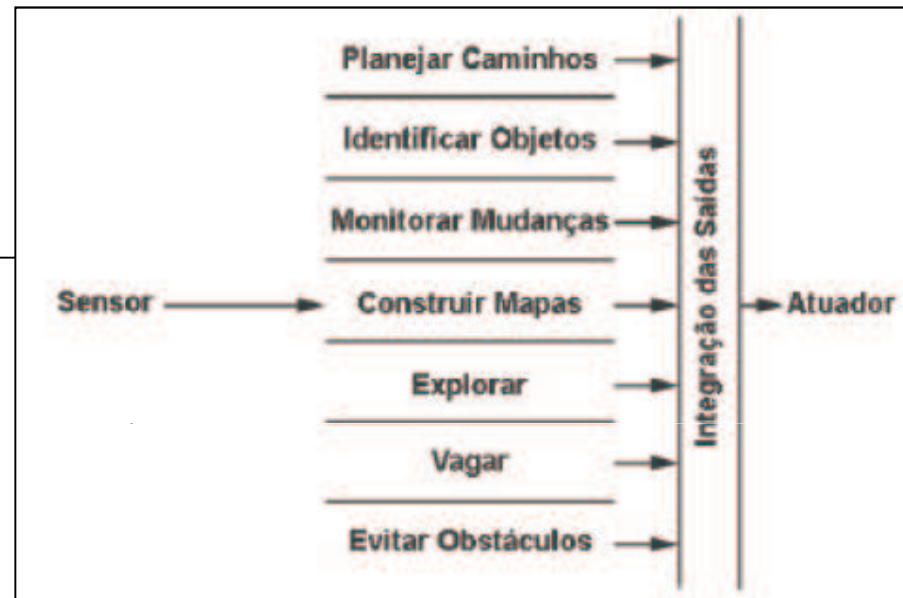 Planejar Caminhos
Identificar Objetos
Monitorar Mudanças
Sensor
Construir Mapas
Explorar
Vagar
Evitar Obstáculos
Integração das Saídas
Atuador